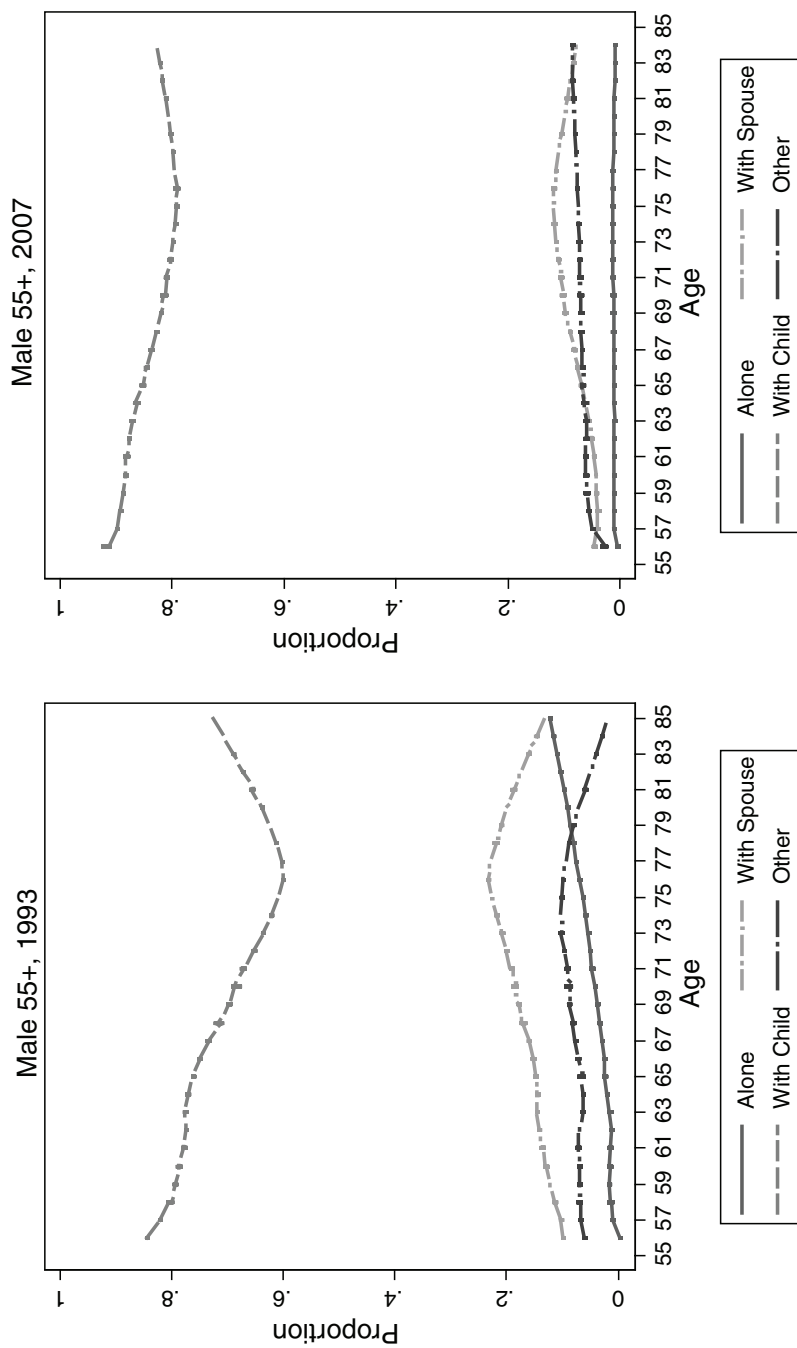 Male 55+, 1993
Proportion
1
.8
.6
.4
.2
0
55 57 59 61 63 65 67 69 71 73 75 77 79 81 83 85
Age
Alone With Spouse
With Child Other
Male 55+, 2007
Proportion
1
.8
.6
.4
.2
0
55 57 59 61 63 65 67 69 71 73 75 77 79 81 83 85
Age
Alone With Spouse
With Child Other